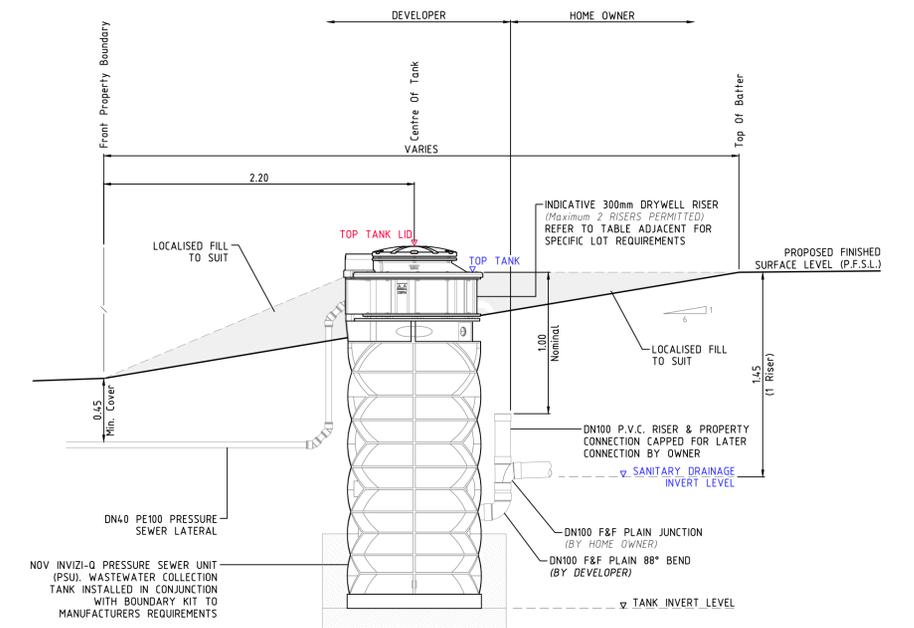 DEVELOPER
HOME OWNER
Front Property Boundary
Centre Of Tank
Top Of Batter
VARIES
2.20
INDICATIVE 300mm DRYWELL RISER
(Maximum 2 RISERS PERMITTED)
REFER TO TABLE ADJACENT FOR
SPECIFIC LOT REQUIREMENTS
TOP TANK LID
LOCALISED FILL
TO SUIT
TOP TANK
PROPOSED FINISHED
SURFACE LEVEL (P.F.S.L.)
1
6
1.00
Nominal
LOCALISED FILL
TO SUIT
1.45
(1 Riser)
0.45
Min. Cover
DN100 P.V.C. RISER & PROPERTY
CONNECTION CAPPED FOR LATER
CONNECTION BY OWNER
SANITARY DRAINAGE
INVERT LEVEL
DN40 PE100 PRESSURE
SEWER LATERAL
DN100 F&F PLAIN JUNCTION
(BY HOME OWNER)
DN100 F&F PLAIN 88° BEND
(BY DEVELOPER)
NOV INVIZI-Q PRESSURE SEWER UNIT
(PSU). WASTEWATER COLLECTION
TANK INSTALLED IN CONJUNCTION
WITH BOUNDARY KIT TO
MANUFACTURERS REQUIREMENTS
TANK INVERT LEVEL